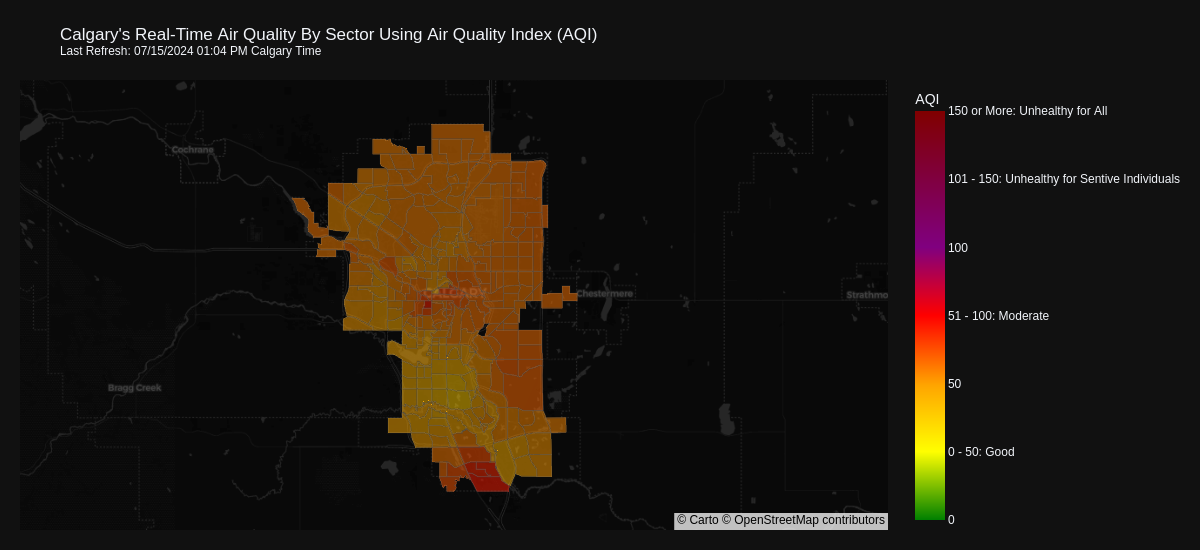 Calgary's Real-Time Air Quality By Sector Using Air Quality Index (AQI)
Last Refresh: 07/15/2024 01:04 PM Calgary Time
AQI
150 or More: Unhealthy for All
Cochrane
101 - 150: Unhealthy for Sentive Individuals
100
CALGARY
Chestermere
Strathmo
51 - 100: Moderate
Bragg Creek
50
0 - 50: Good
0
© Carto © OpenStreetMap contributors